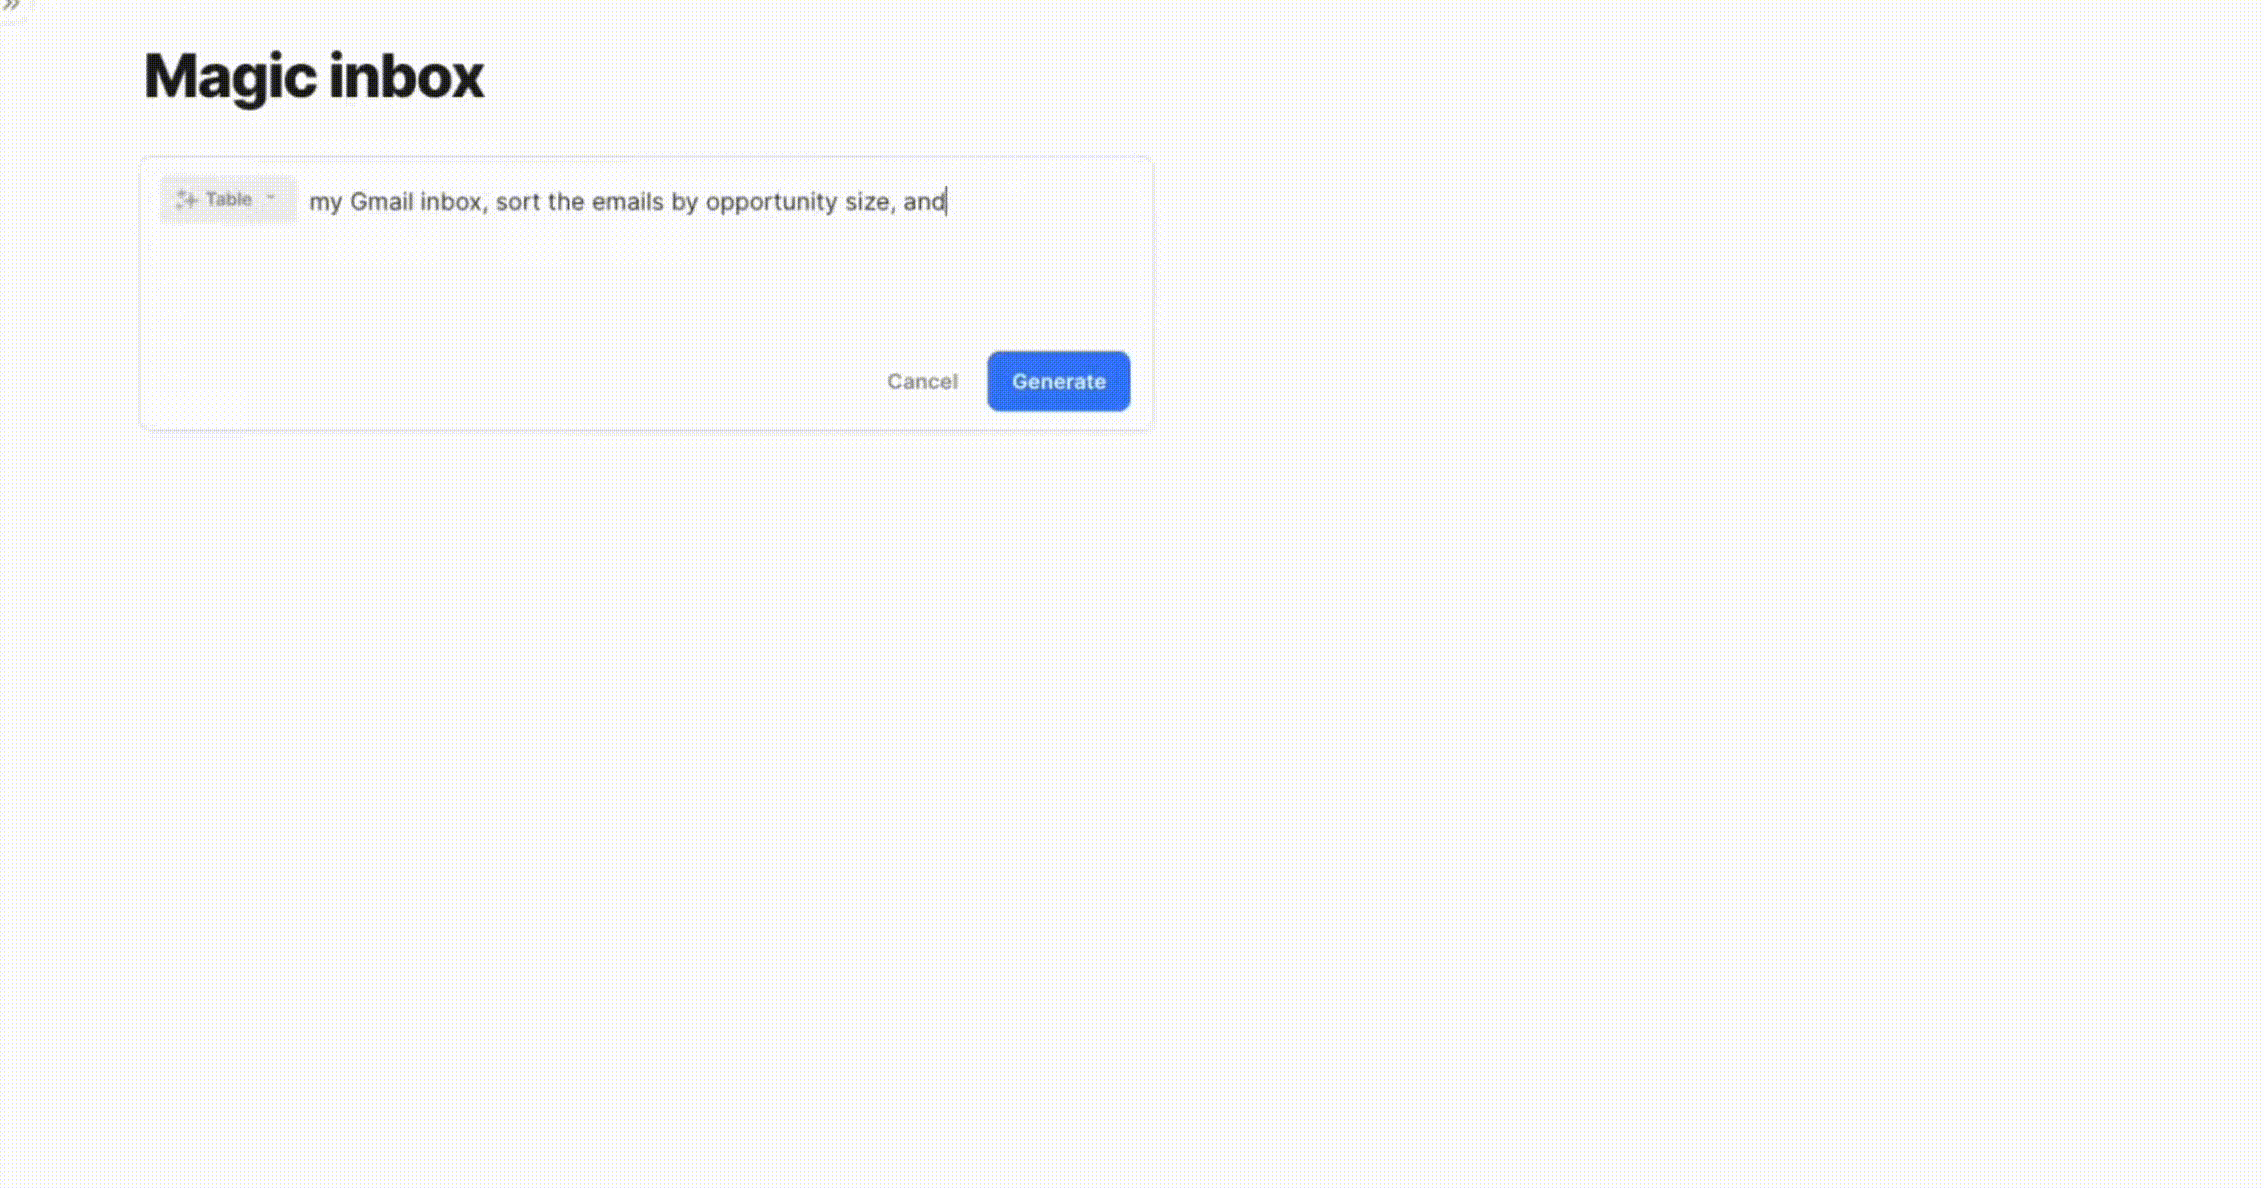 »
Magic inbox
Table my Gmail inbox, sort the emails by opportunity size, and
Cancel Generate